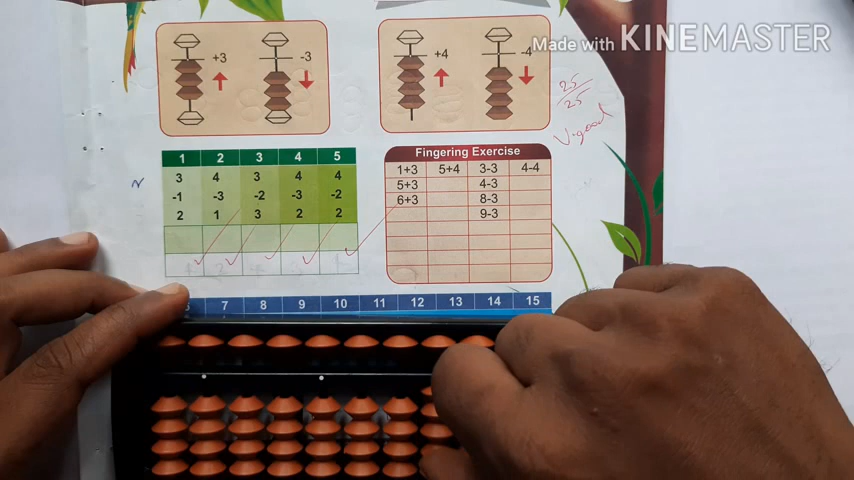 Made with KINEMASTER
+3 -3 +4 -4
25/25
V.good
1 2 3 4 5
3 4 3 4 4
-1 -3 -2 -3 -2
2 1 3 2 2
Fingering Exercise
1+3 5+4 3-3 4-4
5+3 4-3
6+3 8-3
9-3
7 8 9 10 11 12 13 14 15